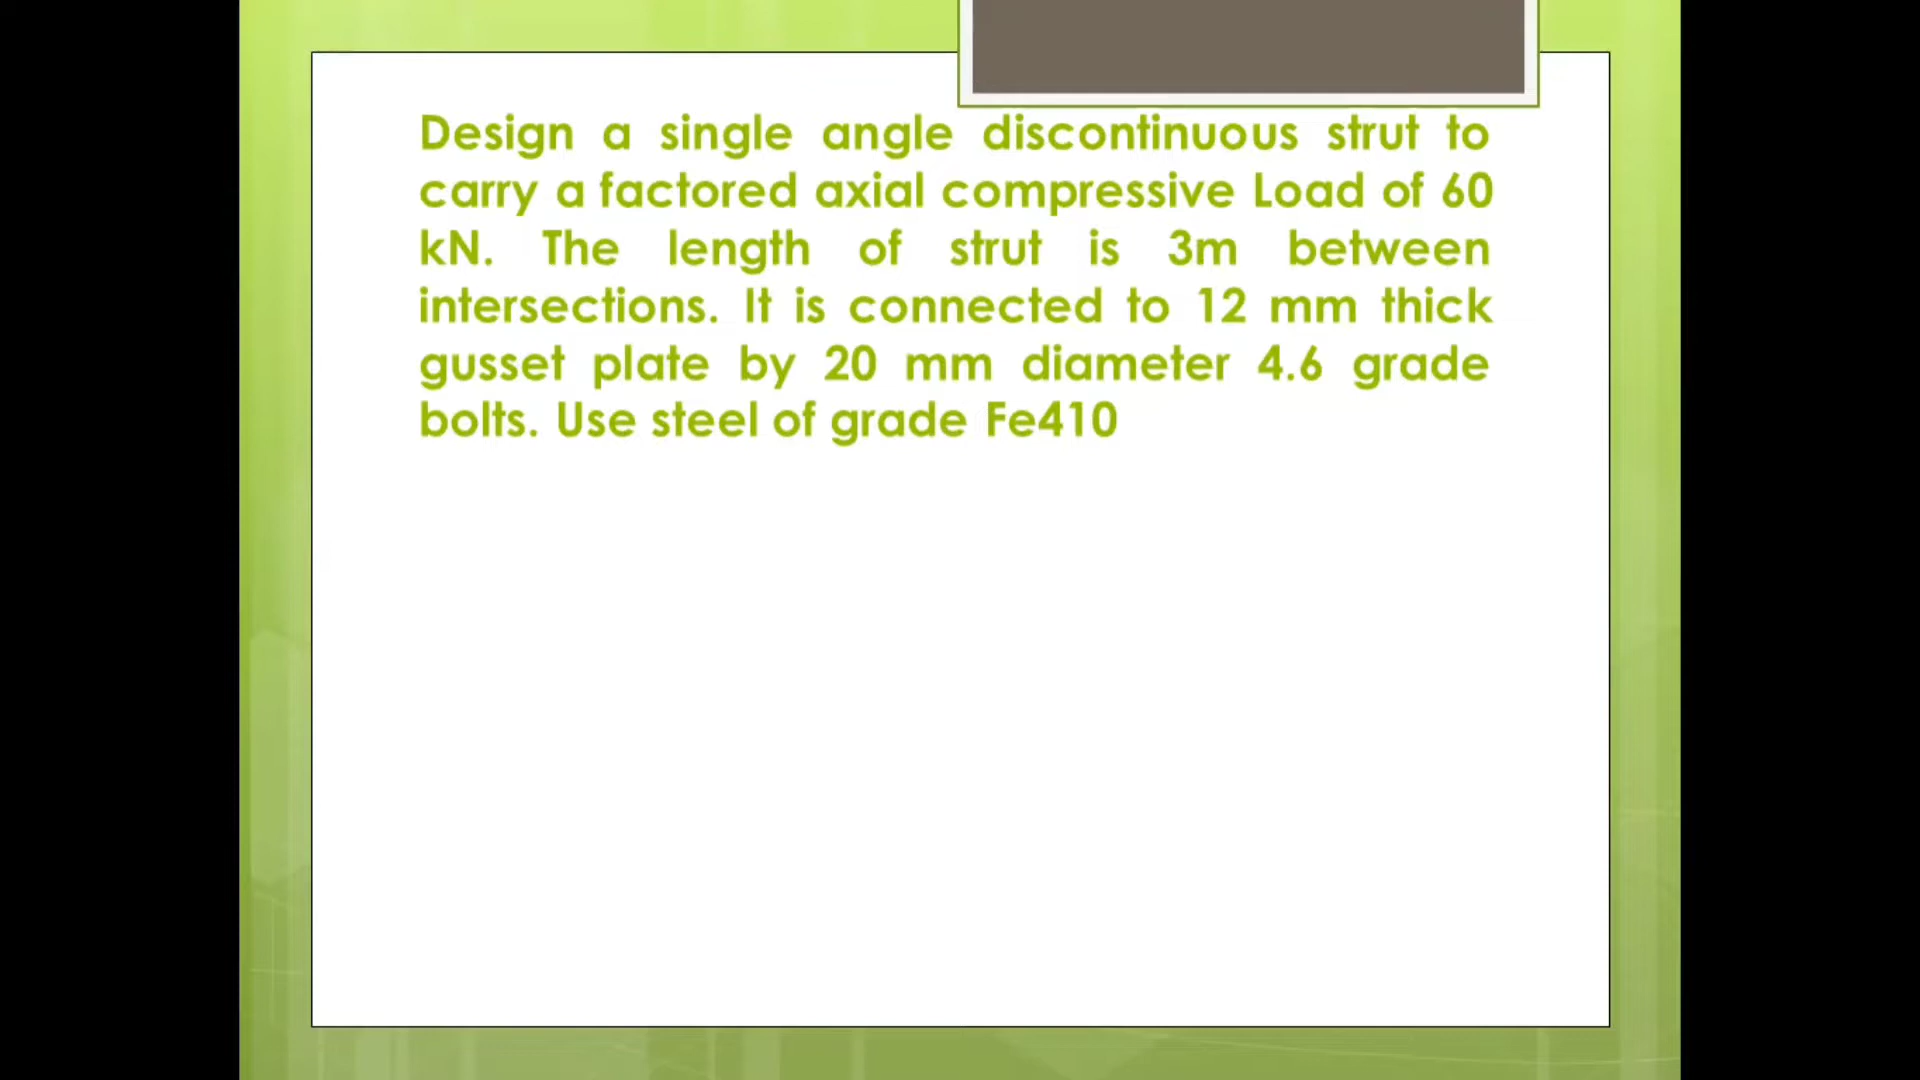 Design a single angle discontinuous strut to
carry a factored axial compressive Load of 60
kN. The length of strut is 3m between
intersections. It is connected to 12 mm thick
gusset plate by 20 mm diameter 4.6 grade
bolts. Use steel of grade Fe410